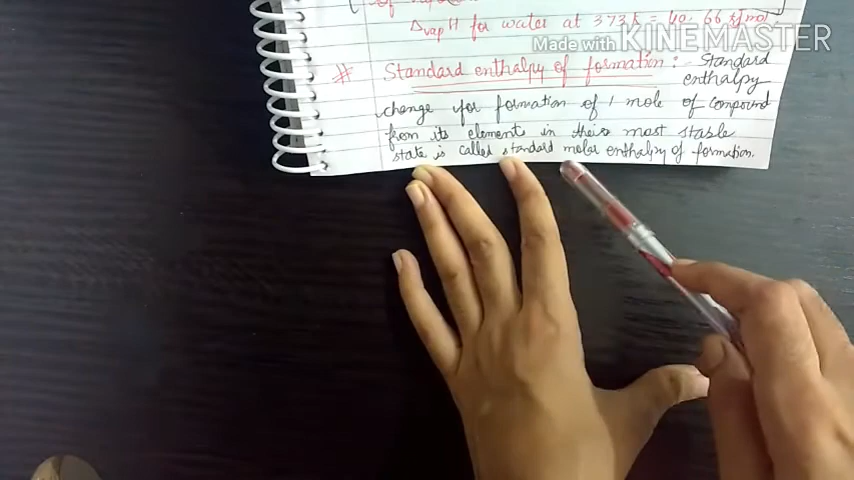 Δvap H for water at 373k = 40.66 kJ/mol
Made with KINEMASTER
# Standard enthalpy of formation :- Standard
enthalpy
change for formation of 1 mole of compound
from its element in their most stable
state is called standard molar enthalpy of formation.